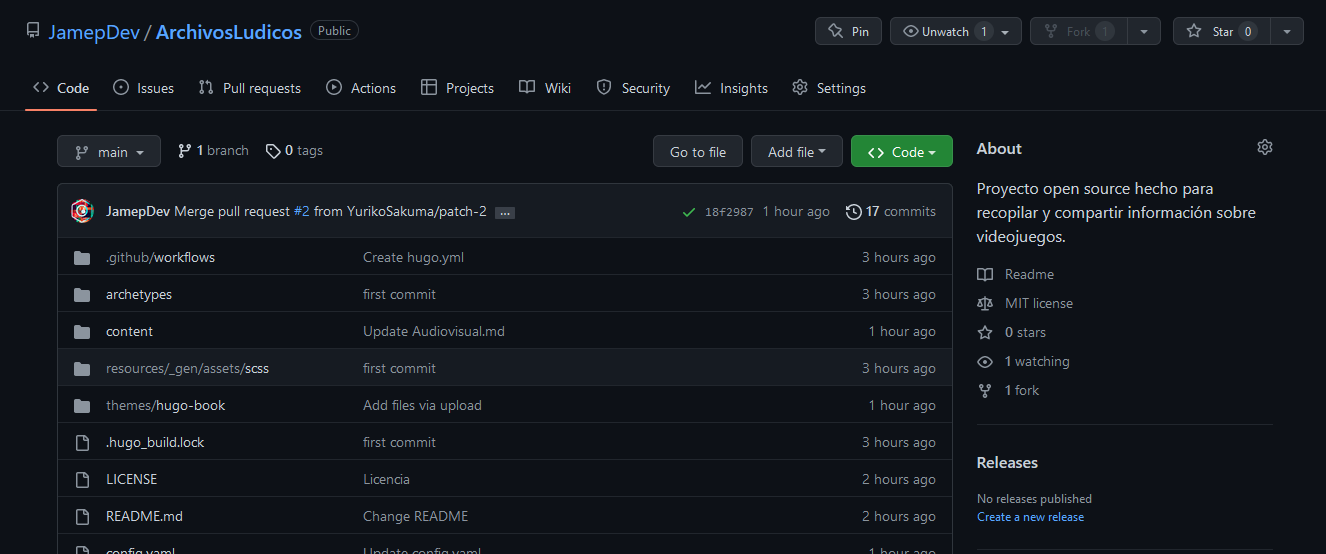 JamepDev / ArchivosLudicos Public Pin Unwatch 1 Fork 1 Star 0
Code Issues Pull requests Actions Projects Wiki Security Insights Settings
main 1 branch 0 tags Go to file Add file Code
JamepDev Merge pull request #2 from YurikoSakuma/patch-2 ... 18f2987 1 hour ago 17 commits
.github/workflows Create hugo.yml 3 hours ago
archetypes first commit 3 hours ago
content Update Audiovisual.md 1 hour ago
resources/_gen/assets/scss first commit 3 hours ago
themes/hugo-book Add files via upload 1 hour ago
.hugo_build.lock first commit 3 hours ago
LICENSE Licencia 2 hours ago
README.md Change README 2 hours ago
config.yaml Update config.yaml 1 hour ago
About
Proyecto open source hecho para
recopilar y compartir información sobre
videojuegos.
Readme
MIT license
0 stars
1 watching
1 fork
Releases
No releases published
Create a new release